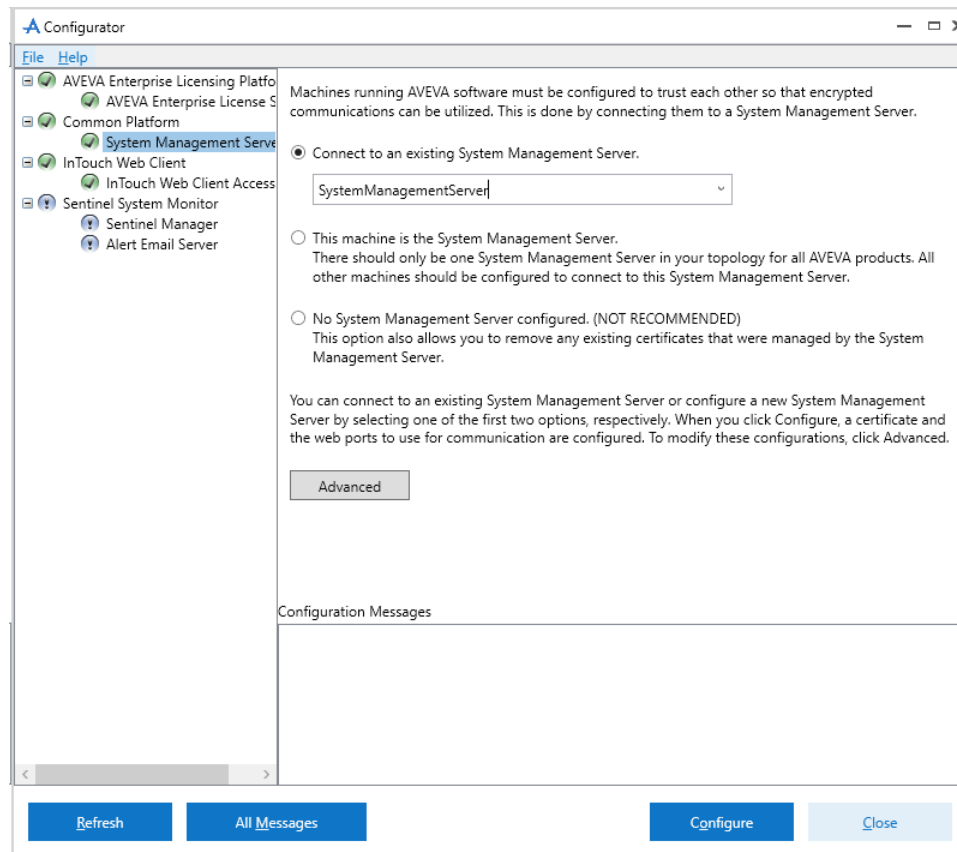 Configurator
File Help
AVEVA Enterprise Licensing Platfo
AVEVA Enterprise License S
Common Platform
System Management Serve
InTouch Web Client
InTouch Web Client Access
Sentinel System Monitor
Sentinel Manager
Alert Email Server
Machines running AVEVA software must be configured to trust each other so that encrypted
communications can be utilized. This is done by connecting them to a System Management Server.
Connect to an existing System Management Server.
SystemManagementServer
This machine is the System Management Server.
There should only be one System Management Server in your topology for all AVEVA products. All
other machines should be configured to connect to this System Management Server.
No System Management Server configured. (NOT RECOMMENDED)
This option also allows you to remove any existing certificates that were managed by the System
Management Server.
You can connect to an existing System Management Server or configure a new System Management
Server by selecting one of the first two options, respectively. When you click Configure, a certificate and
the web ports to use for communication are configured. To modify these configurations, click Advanced.
Advanced
Configuration Messages
Refresh All Messages Configure Close